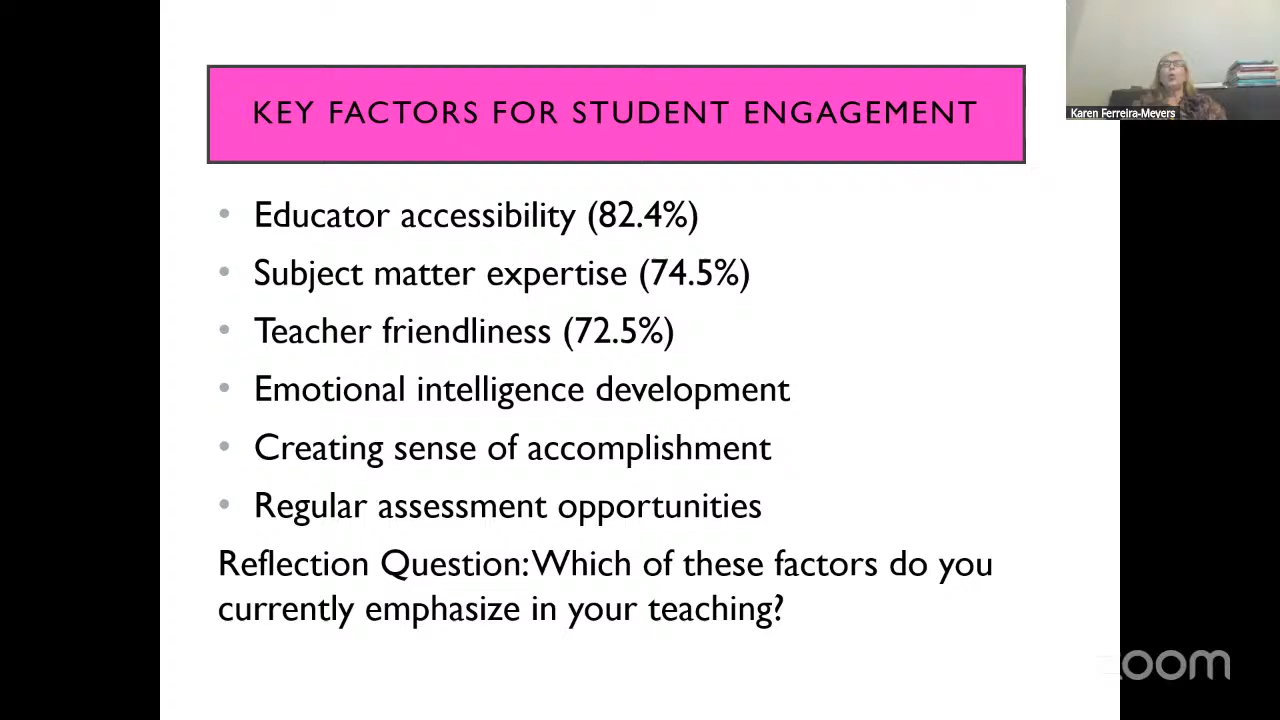 KEY FACTORS FOR STUDENT ENGAGEMENT
Karen Ferreira-Meyers
• Educator accessibility (82.4%)
• Subject matter expertise (74.5%)
• Teacher friendliness (72.5%)
• Emotional intelligence development
• Creating sense of accomplishment
• Regular assessment opportunities
Reflection Question: Which of these factors do you
currently emphasize in your teaching?
zoom